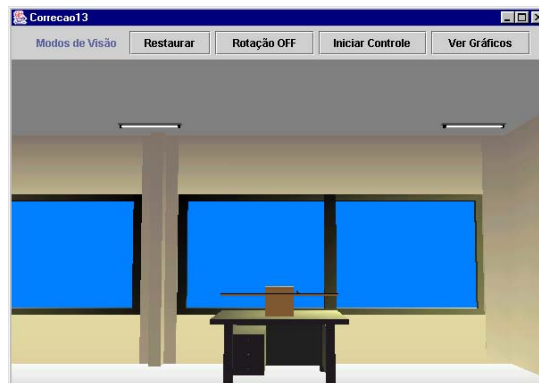 Correcao13
Modos de Visão Restaurar Rotação OFF Iniciar Controle Ver Gráficos